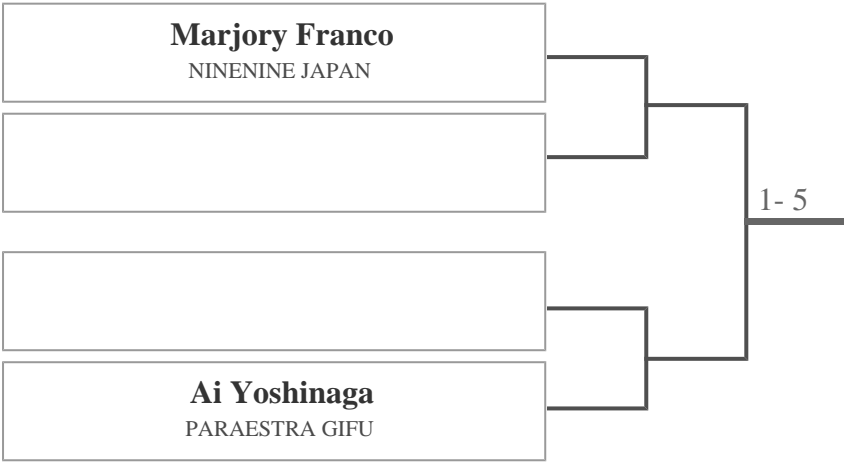 Marjory Franco
NINENINE JAPAN
1- 5
Ai Yoshinaga
PARAESTRA GIFU